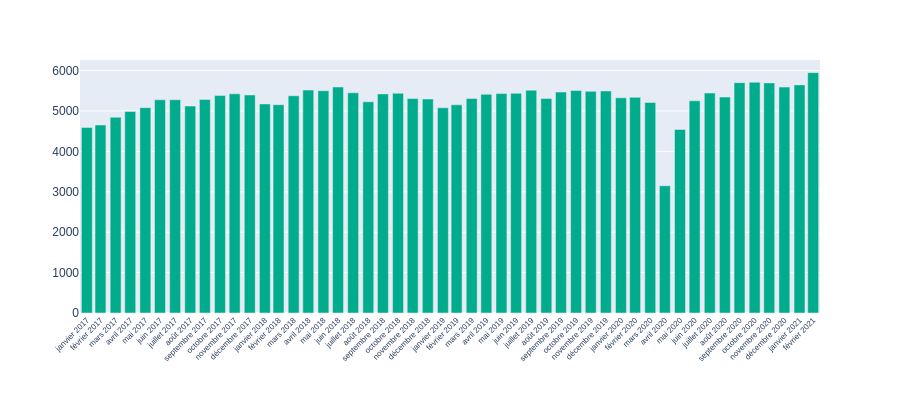 6000
5000
4000
3000
2000
1000
0
janvier 2017
février 2017
mars 2017
avril 2017
mai 2017
juin 2017
juillet 2017
août 2017
septembre 2017
octobre 2017
novembre 2017
décembre 2017
janvier 2018
février 2018
mars 2018
avril 2018
mai 2018
juin 2018
juillet 2018
août 2018
septembre 2018
octobre 2018
novembre 2018
décembre 2018
janvier 2019
février 2019
mars 2019
avril 2019
mai 2019
juin 2019
juillet 2019
août 2019
septembre 2019
octobre 2019
novembre 2019
décembre 2019
janvier 2020
février 2020
mars 2020
avril 2020
mai 2020
juin 2020
juillet 2020
août 2020
septembre 2020
octobre 2020
novembre 2020
décembre 2020
janvier 2021
février 2021